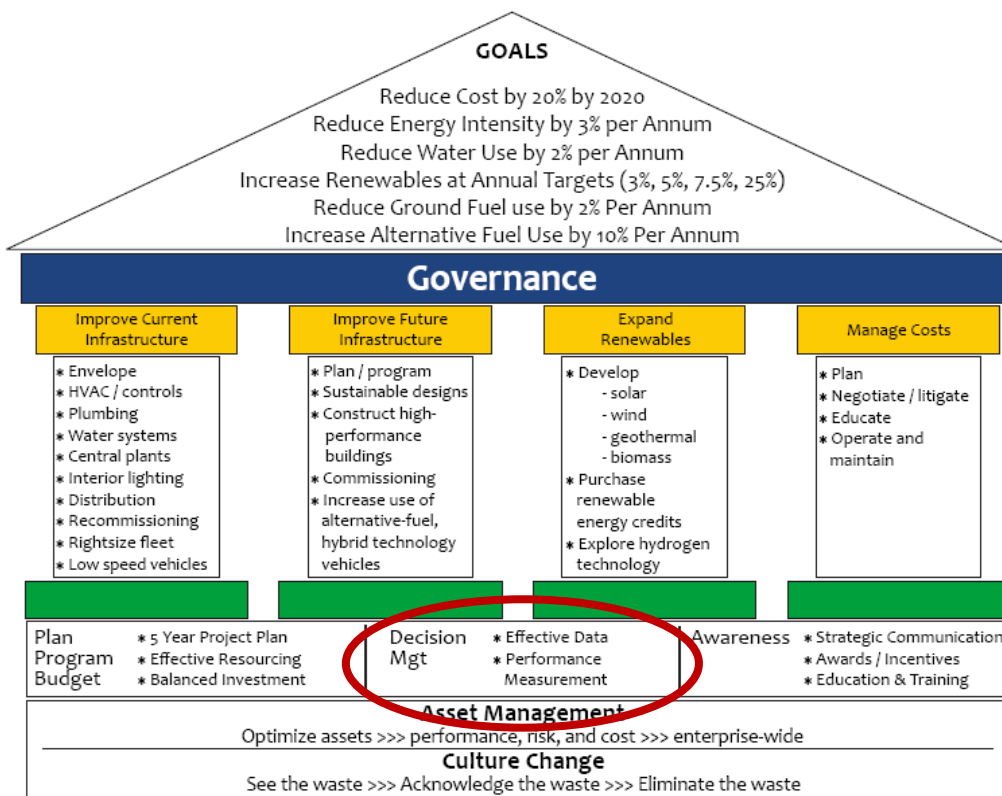 GOALS
Reduce Cost by 20% by 2020
Reduce Energy Intensity by 3% per Annum
Reduce Water Use by 2% per Annum
Increase Renewables at Annual Targets (3%, 5%, 7.5%, 25%)
Reduce Ground Fuel use by 2% Per Annum
Increase Alternative Fuel Use by 10% Per Annum
Governance
Improve Current
Infrastructure
* Envelope
* HVAC / controls
* Plumbing
* Water systems
* Central plants
* Interior lighting
* Distribution
* Recommissioning
* Rightsize fleet
* Low speed vehicles
Improve Future
Infrastructure
* Plan / program
* Sustainable designs
* Construct high-
performance
buildings
* Commissioning
* Increase use of
alternative-fuel,
hybrid technology
vehicles
Expand
Renewables
* Develop
- solar
- wind
- geothermal
- biomass
* Purchase
renewable
energy credits
* Explore hydrogen
technology
Manage Costs
* Plan
* Negotiate / litigate
* Educate
* Operate and
maintain
Plan
Program
Budget
* 5 Year Project Plan
* Effective Resourcing
* Balanced Investment
Decision
Mgt
* Effective Data
* Performance
Measurement
Awareness
* Strategic Communication
* Awards / Incentives
* Education & Training
Asset Management
Optimize assets >>> performance, risk, and cost >>> enterprise-wide
Culture Change
See the waste >>> Acknowledge the waste >>> Eliminate the waste